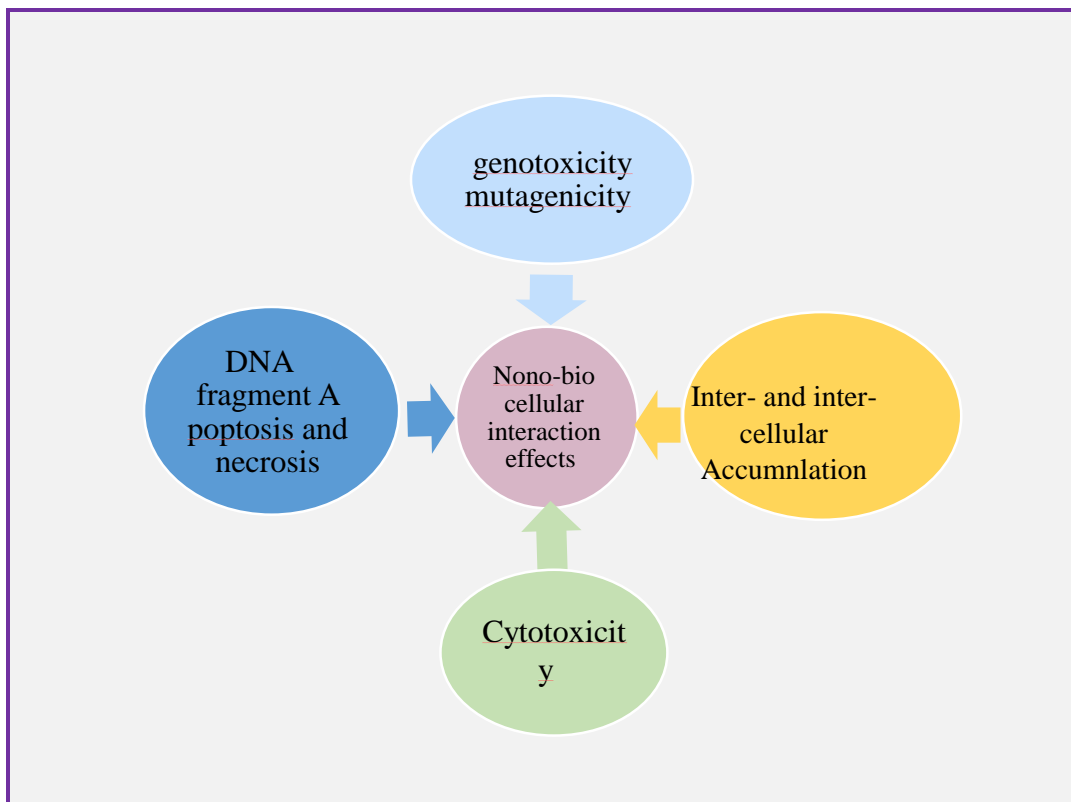 genotoxicity
mutagenicity
DNA
fragment A
poptosis and
necrosis
Nono-bio
cellular
interaction
effects
Inter- and inter-
cellular
Accumnlation
Cytotoxicit
y